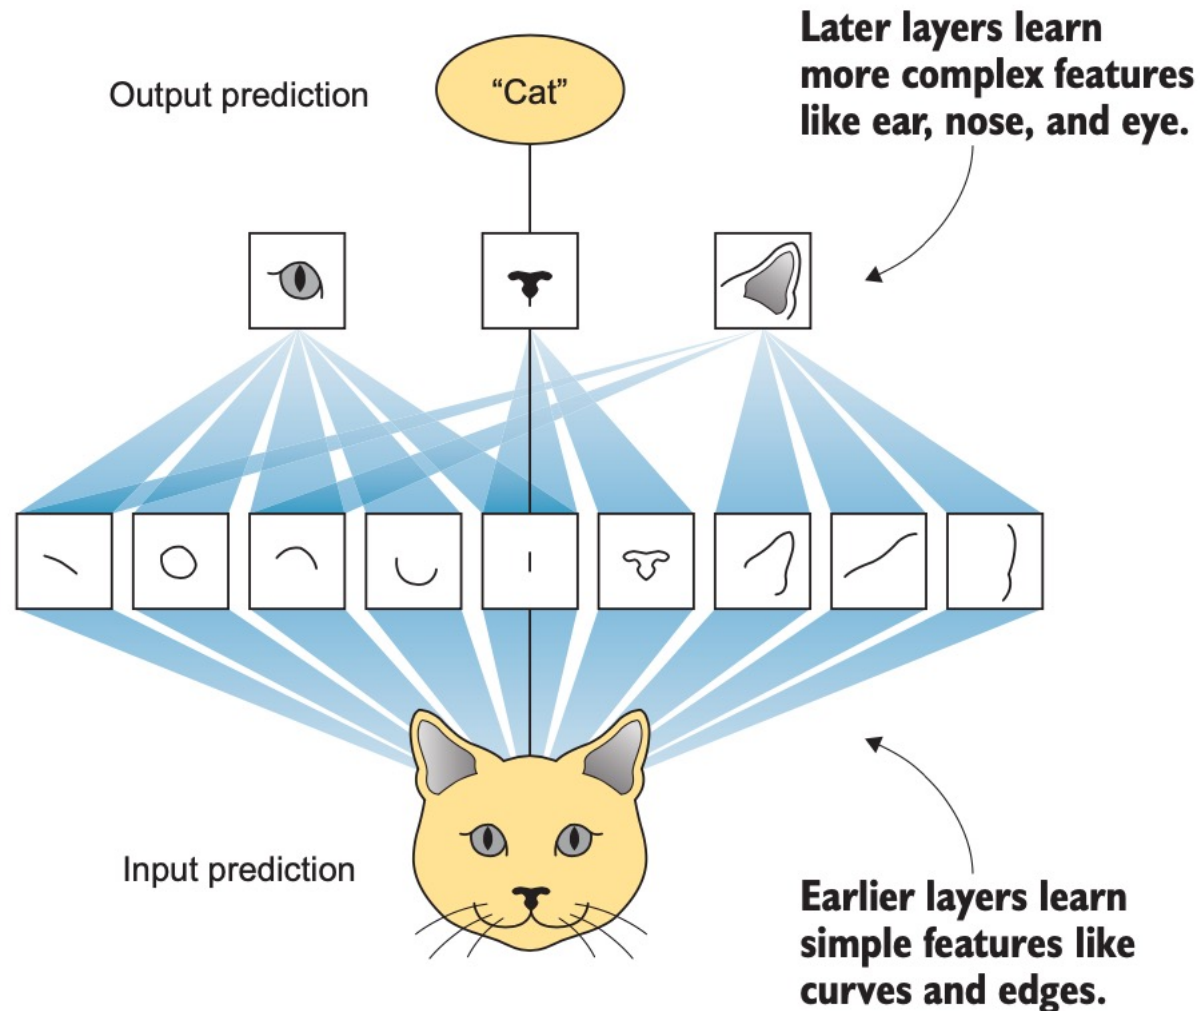 Later layers learn
more complex features
like ear, nose, and eye.
Output prediction
“Cat”
Input prediction
Earlier layers learn
simple features like
curves and edges.